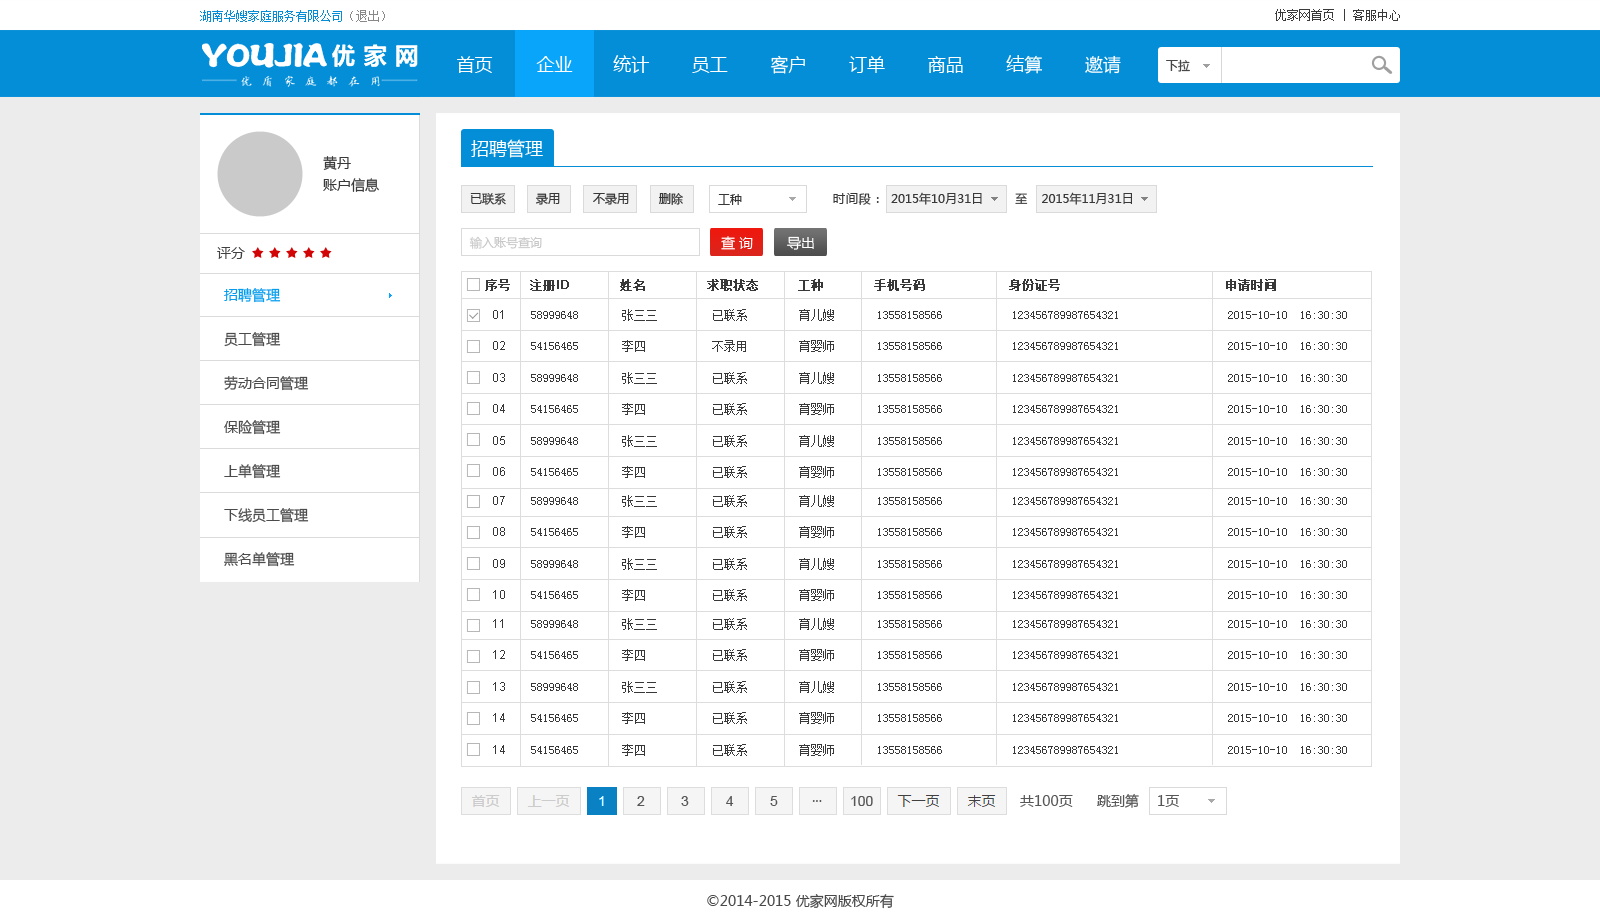 湖南华嫂家庭服务有限公司（退出）
优家网首页 | 客服中心
YOUJIA优家网
优质家庭都在用
首页 企业 统计 员工 客户 订单 商品 结算 邀请 下拉
黄丹
账户信息
评分 ★★★★★
招聘管理
员工管理
劳动合同管理
保险管理
上单管理
下线员工管理
黑名单管理
招聘管理
已联系 录用 不录用 删除 工种 时间段：2015年10月31日 至 2015年11月31日
输入账号查询 查 询 导出
序号 注册ID 姓名 求职状态 工种 手机号码 身份证号 申请时间
01 58999648 张三三 已联系 育儿嫂 13558158566 123456789987654321 2015-10-10 16:30:30
02 54156465 李四 不录用 育婴师 13558158566 123456789987654321 2015-10-10 16:30:30
03 58999648 张三三 已联系 育儿嫂 13558158566 123456789987654321 2015-10-10 16:30:30
04 54156465 李四 已联系 育婴师 13558158566 123456789987654321 2015-10-10 16:30:30
05 58999648 张三三 已联系 育儿嫂 13558158566 123456789987654321 2015-10-10 16:30:30
06 54156465 李四 已联系 育婴师 13558158566 123456789987654321 2015-10-10 16:30:30
07 58999648 张三三 已联系 育儿嫂 13558158566 123456789987654321 2015-10-10 16:30:30
08 54156465 李四 已联系 育婴师 13558158566 123456789987654321 2015-10-10 16:30:30
09 58999648 张三三 已联系 育儿嫂 13558158566 123456789987654321 2015-10-10 16:30:30
10 54156465 李四 已联系 育婴师 13558158566 123456789987654321 2015-10-10 16:30:30
11 58999648 张三三 已联系 育儿嫂 13558158566 123456789987654321 2015-10-10 16:30:30
12 54156465 李四 已联系 育婴师 13558158566 123456789987654321 2015-10-10 16:30:30
13 58999648 张三三 已联系 育儿嫂 13558158566 123456789987654321 2015-10-10 16:30:30
14 54156465 李四 已联系 育婴师 13558158566 123456789987654321 2015-10-10 16:30:30
14 54156465 李四 已联系 育婴师 13558158566 123456789987654321 2015-10-10 16:30:30
首页 上一页 1 2 3 4 5 ··· 100 下一页 末页 共100页 跳到第 1页
©2014-2015 优家网版权所有